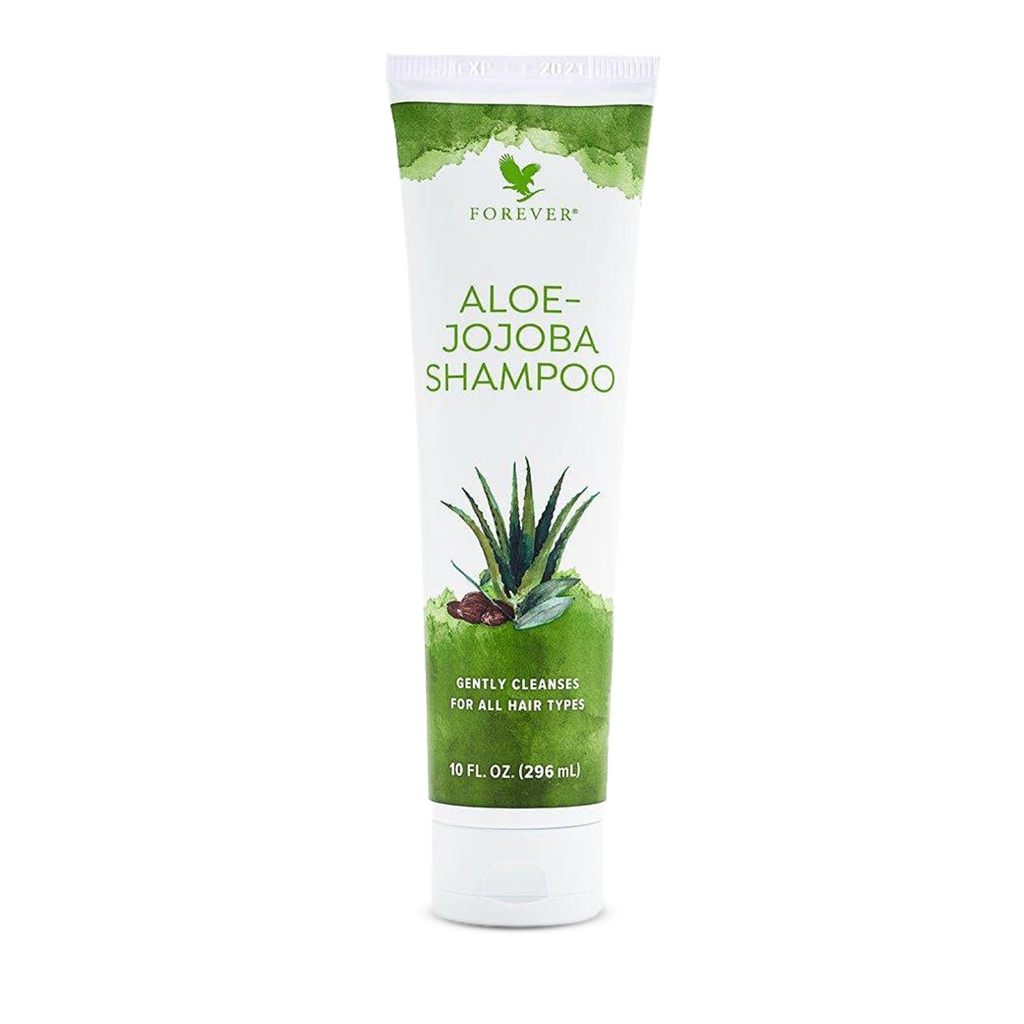 EXP 2021
FOREVER®
ALOE-
JOJOBA
SHAMPOO
GENTLY CLEANSES
FOR ALL HAIR TYPES
10 FL. OZ. (296 mL)